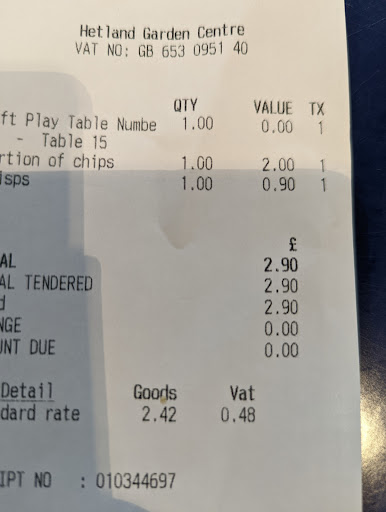 Hetland Garden Centre
VAT NO: GB 653 0951 40
QTY VALUE TX
ft Play Table Numbe 1.00 0.00 1
- Table 15
rtion of chips 1.00 2.00 1
isps 1.00 0.90 1
£
AL 2.90
AL TENDERED 2.90
d 2.90
NGE 0.00
UNT DUE 0.00
Detail Goods Vat
dard rate 2.42 0.48
IPT NO : 010344697